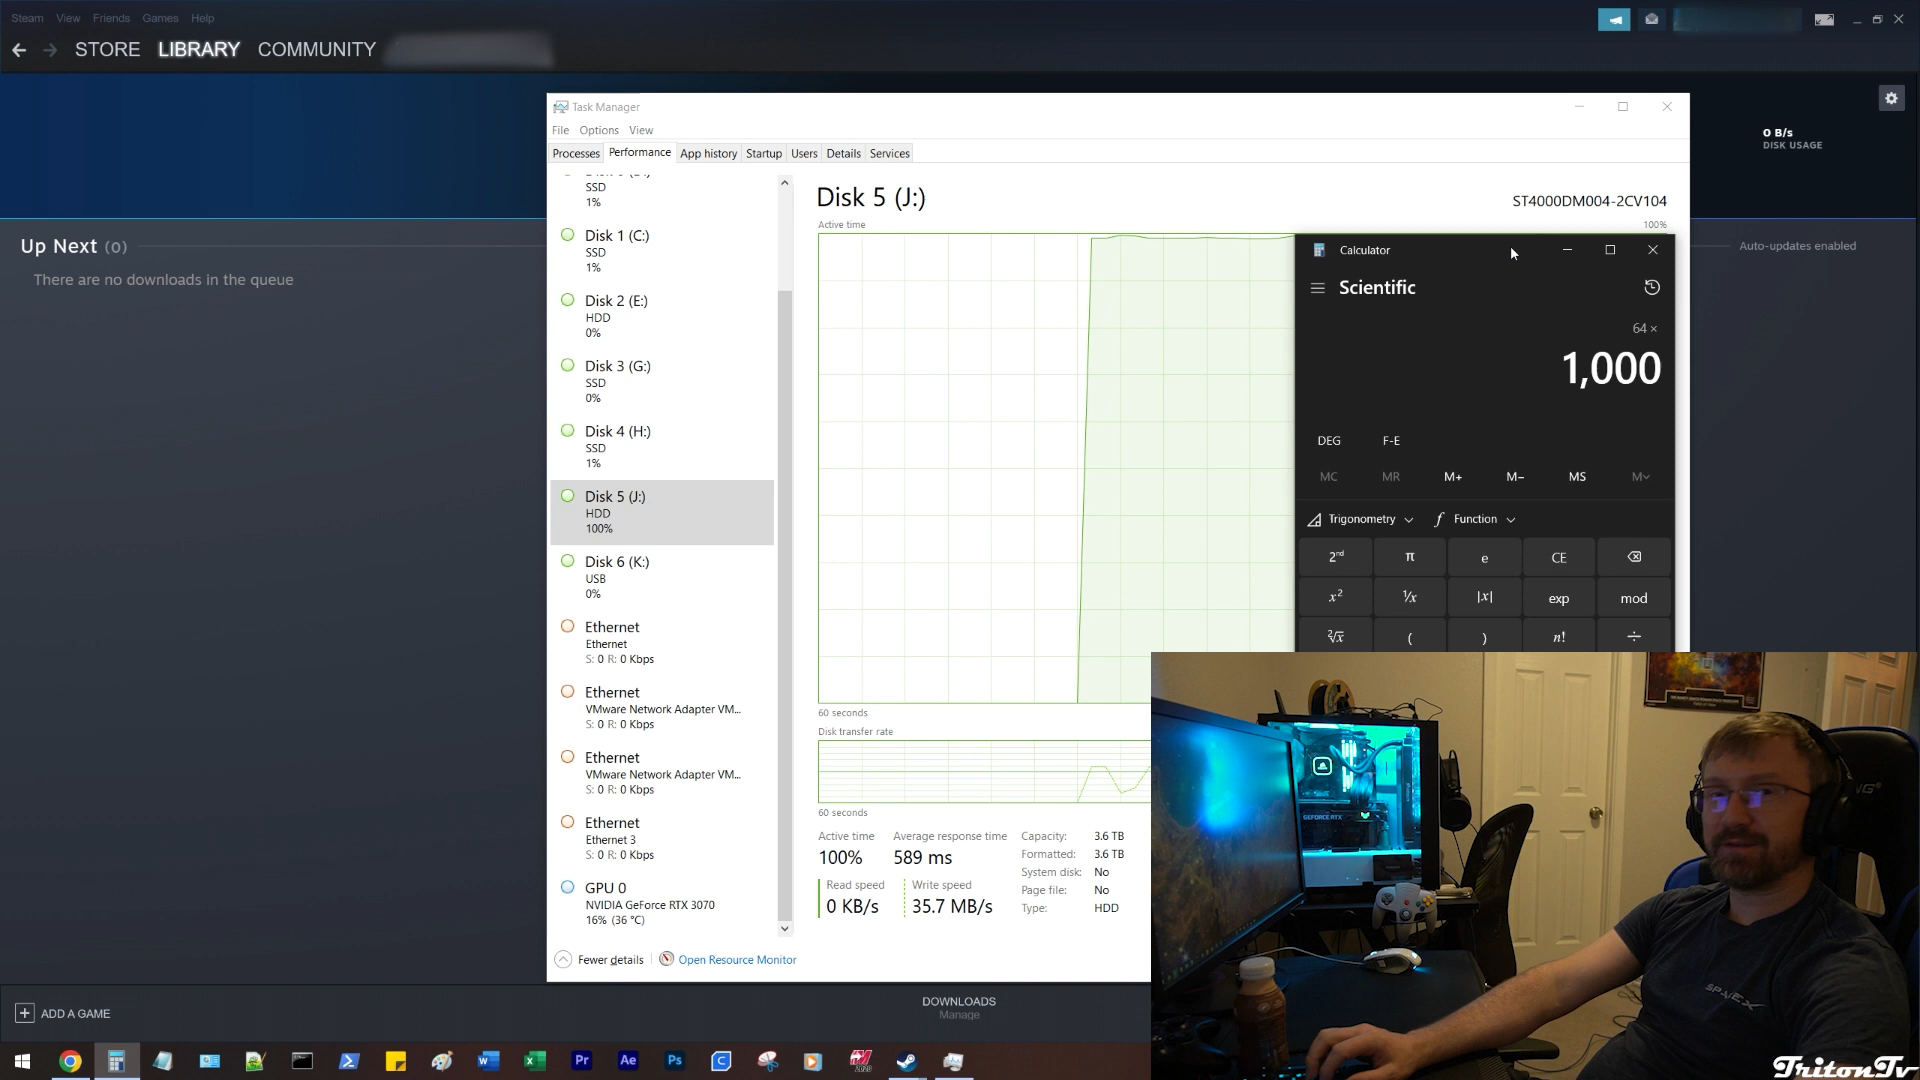 Steam View Friends Games Help
STORE LIBRARY COMMUNITY
0 B/s
DISK USAGE
Up Next (0)
Auto-updates enabled
There are no downloads in the queue
Task Manager
File Options View
Processes Performance App history Startup Users Details Services
SSD
1%
Disk 1 (C:)
SSD
1%
Disk 2 (E:)
HDD
0%
Disk 3 (G:)
SSD
0%
Disk 4 (H:)
SSD
1%
Disk 5 (J:)
HDD
100%
Disk 6 (K:)
USB
0%
Ethernet
Ethernet
S: 0 R: 0 Kbps
Ethernet
VMware Network Adapter VM...
S: 0 R: 0 Kbps
Ethernet
VMware Network Adapter VM...
S: 0 R: 0 Kbps
Ethernet
Ethernet 3
S: 0 R: 0 Kbps
GPU 0
NVIDIA GeForce RTX 3070
16% (36 °C)
Disk 5 (J:)
ST4000DM004-2CV104
Active time
100%
60 seconds
Disk transfer rate
60 seconds
Active time Average response time
100% 589 ms
Read speed Write speed
0 KB/s 35.7 MB/s
Capacity: 3.6 TB
Formatted: 3.6 TB
System disk: No
Page file: No
Type: HDD
Fewer details
Open Resource Monitor
Calculator
Scientific
64 ×
1,000
DEG F-E
MC MR M+ M− MS M
Trigonometry Function
2nd π e CE
x² ¹/x |x| exp mod
²√x ( ) n! ÷
ADD A GAME
DOWNLOADS
Manage
Pr Ae Ps
GEFORCE RTX
SPACEX
TritonTv